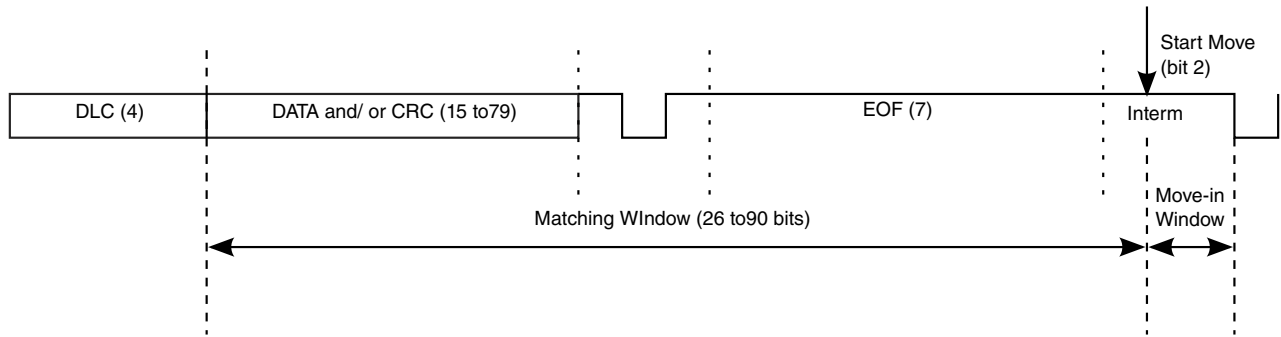 Start Move
(bit 2)
DLC (4)
DATA and/ or CRC (15 to79)
EOF (7)
Interm
Matching WIndow (26 to90 bits)
Move-in
Window